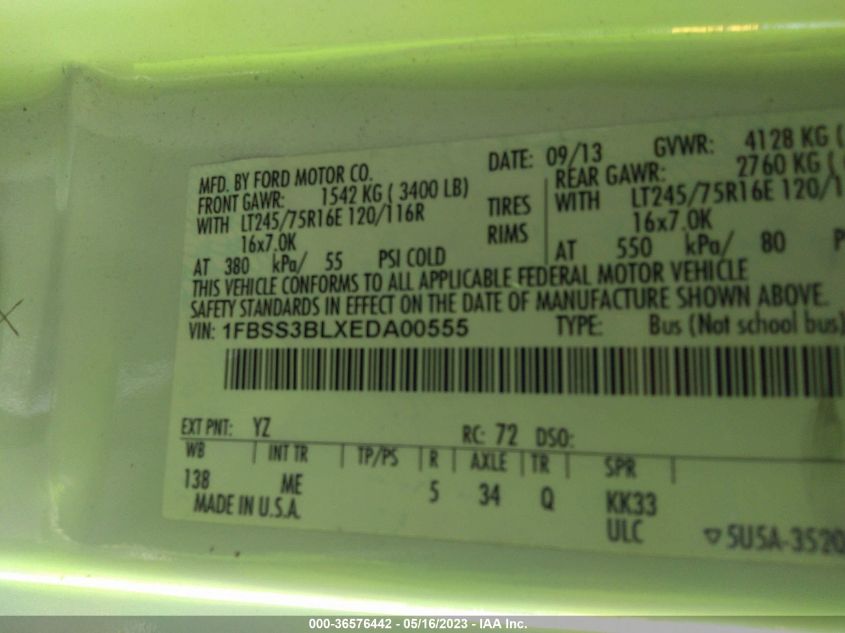 MFD. BY FORD MOTOR CO. DATE: 09/13 GVWR: 4128 KG (
FRONT GAWR: 1542 KG ( 3400 LB) REAR GAWR: 2760 KG (
WITH LT245/75R16E 120/116R TIRES WITH LT245/75R16E 120/1
16x7.0K RIMS 16x7.0K
AT 380 kPa/ 55 PSI COLD AT 550 kPa/ 80 P
THIS VEHICLE CONFORMS TO ALL APPLICABLE FEDERAL MOTOR VEHICLE
SAFETY STANDARDS IN EFFECT ON THE DATE OF MANUFACTURE SHOWN ABOVE.
VIN: 1FBSS3BLXEDA00555 TYPE: Bus (Not school bus)
EXT PNT: YZ RC: 72 DSO:
WB INT TR TP/PS R AXLE TR SPR
138 ME 5 34 Q KK33
MADE IN U.S.A. ULC
5U5A-3520
000-36576442 - 05/16/2023 - IAA Inc.